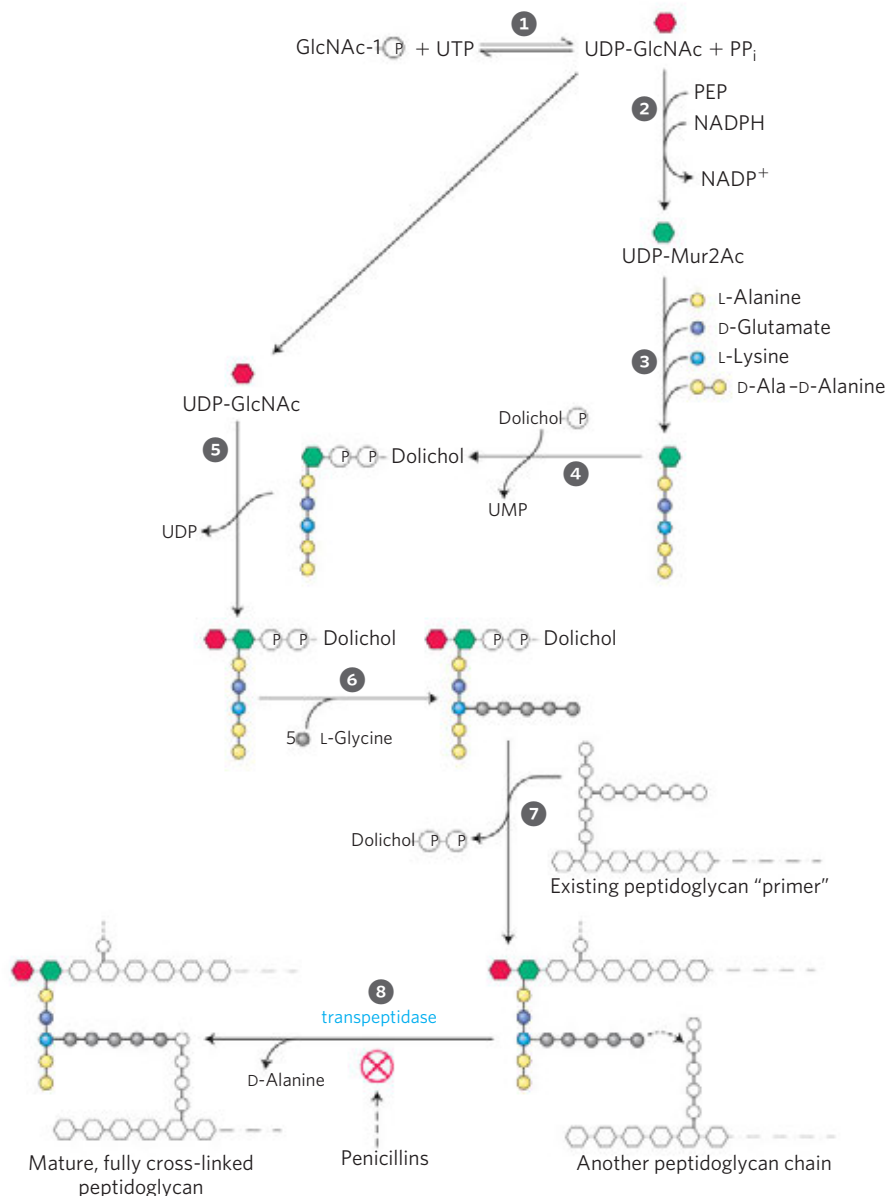 1
GlcNAc-1 P + UTP
UDP-GlcNAc + PPi
2
PEP
NADPH
NADP+
UDP-Mur2Ac
3
L-Alanine
D-Glutamate
L-Lysine
D-Ala–D-Alanine
UDP-GlcNAc
5
UDP
Dolichol P
4
UMP
P P Dolichol
P P Dolichol
6
5 L-Glycine
P P Dolichol
7
Dolichol P P
Existing peptidoglycan “primer”
8
transpeptidase
D-Alanine
Penicillins
Mature, fully cross-linked
peptidoglycan
Another peptidoglycan chain